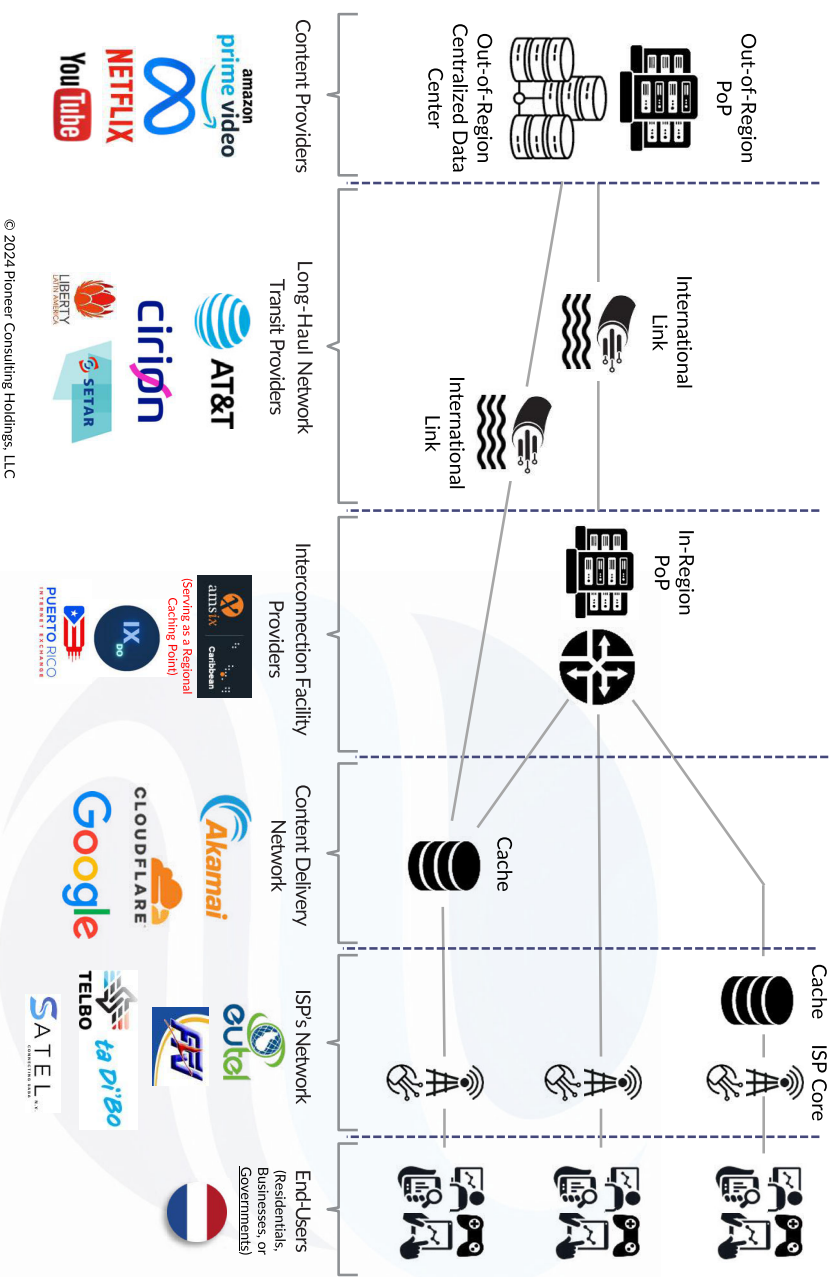 Out-of-Region
PoP
Out-of-Region
Centralized Data
Center
International
Link
International
Link
In-Region
PoP
Cache
Cache
ISP Core
Content Providers
Long-Haul Network
Transit Providers
Interconnection Facility
Providers
Content Delivery
Network
ISP's Network
End-Users
(Residentials,
Businesses, or
Governments)
amazon
prime video
NETFLIX
YouTube
AT&T
cirion
LIBERTY
LATIN AMERICA
SETAR
amsix
Caribbean
(Serving as a Regional
Caching Point)
IX
DO
PUERTO RICO
INTERNET EXCHANGE
Akamai
CLOUDFLARE
Google
eutel
TELBO
ta Di'Bo
SATEL
© 2024 Pioneer Consulting Holdings, LLC